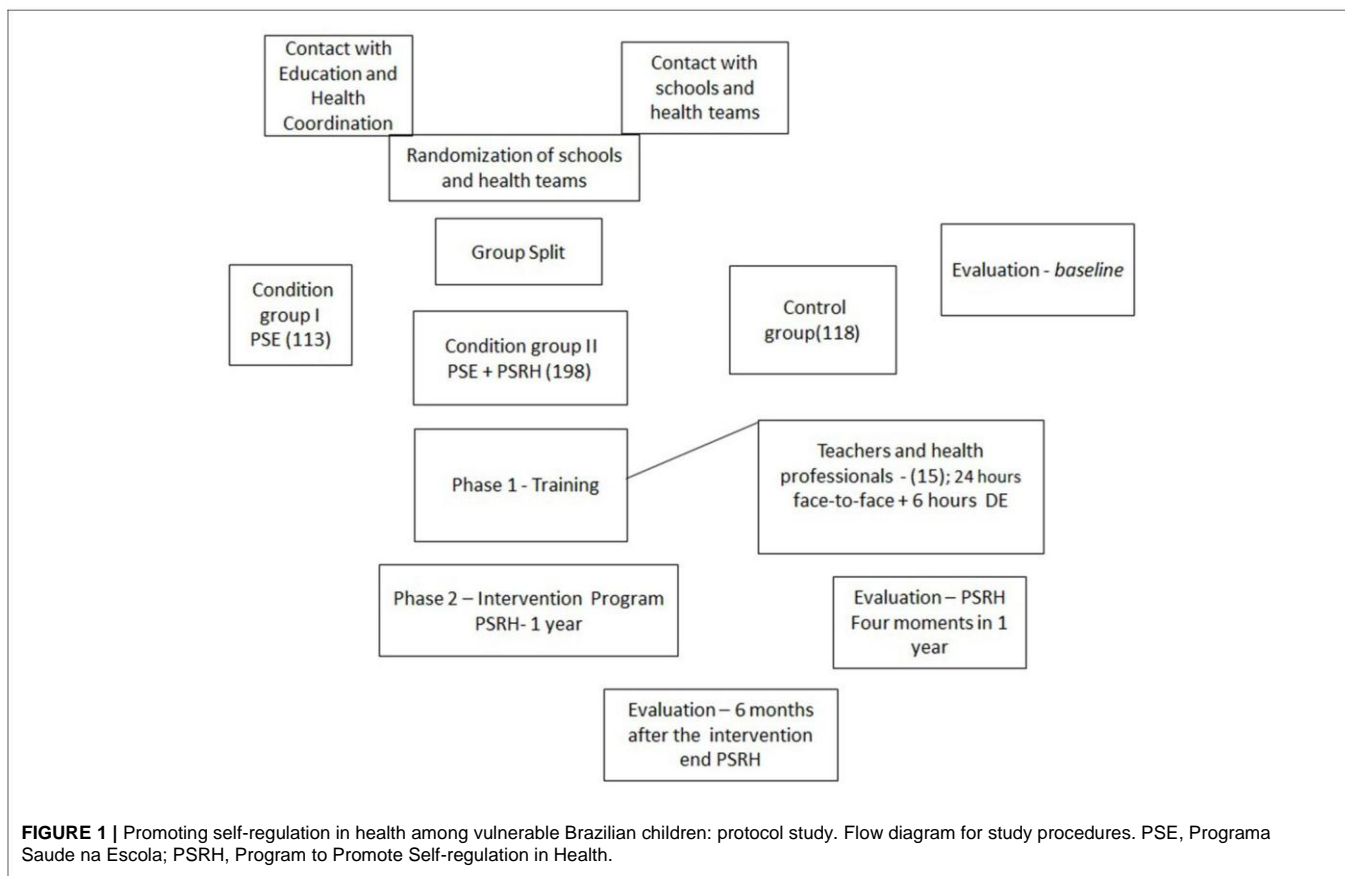 Contact with
Education and
Health
Coordination
Contact with
schools and
health teams
Randomization of schools
and health teams
Group Split
Evaluation - baseline
Condition
group I
PSE (113)
Control
group(118)
Condition group II
PSE + PSRH (198)
Phase 1 - Training
Teachers and health
professionals - (15); 24 hours
face-to-face + 6 hours DE
Phase 2 – Intervention Program
PSRH- 1 year
Evaluation – PSRH
Four moments in 1
year
Evaluation – 6 months
after the intervention
end PSRH
FIGURE 1 | Promoting self-regulation in health among vulnerable Brazilian children: protocol study. Flow diagram for study procedures. PSE, Programa
Saude na Escola; PSRH, Program to Promote Self-regulation in Health.